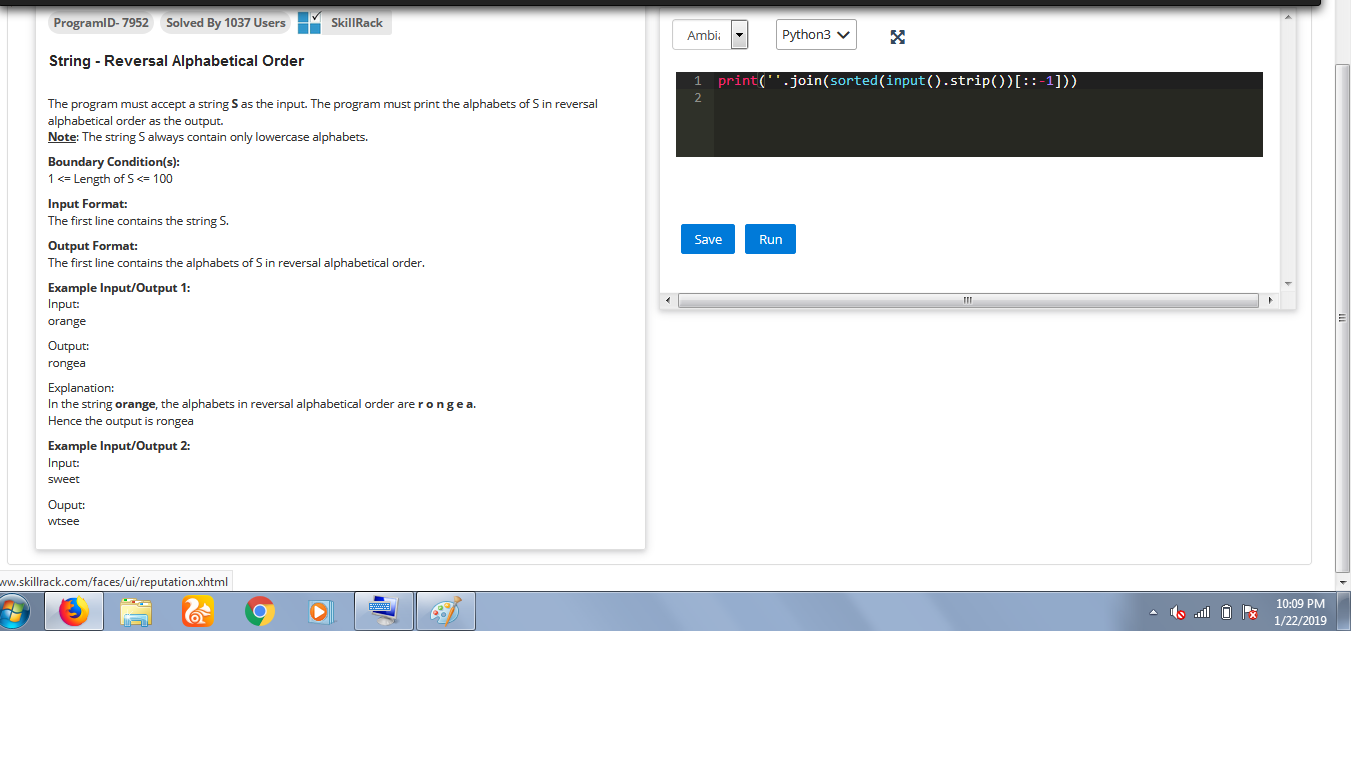 ProgramID- 7952 Solved By 1037 Users SkillRack
String - Reversal Alphabetical Order
The program must accept a string S as the input. The program must print the alphabets of S in reversal
alphabetical order as the output.
Note: The string S always contain only lowercase alphabets.
Boundary Condition(s):
1 <= Length of S <= 100
Input Format:
The first line contains the string S.
Output Format:
The first line contains the alphabets of S in reversal alphabetical order.
Example Input/Output 1:
Input:
orange
Output:
rongea
Explanation:
In the string orange, the alphabets in reversal alphabetical order are r o n g e a.
Hence the output is rongea
Example Input/Output 2:
Input:
sweet
Ouput:
wtsee
Ambi
Python3
1 print(''.join(sorted(input().strip())[::-1]))
2
Save Run
ww.skillrack.com/faces/ui/reputation.xhtml
10:09 PM
1/22/2019